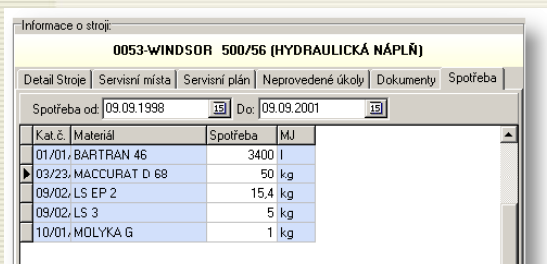 Informace o stroji:
0053-WINDSOR 500/56 (HYDRAULICKÁ NÁPLŇ)
Detail Stroje Servisní místa Servisní plán Neprovedené úkoly Dokumenty Spotřeba
Spotřeba od: 09.09.1998 15 Do: 09.09.2001 15
Kat.č. Materiál Spotřeba MJ
01/01, BARTRAN 46 3400 l
03/23, MACCURAT D 68 50 kg
09/02, LS EP 2 15,4 kg
09/02, LS 3 5 kg
10/01, MOLYKA G 1 kg